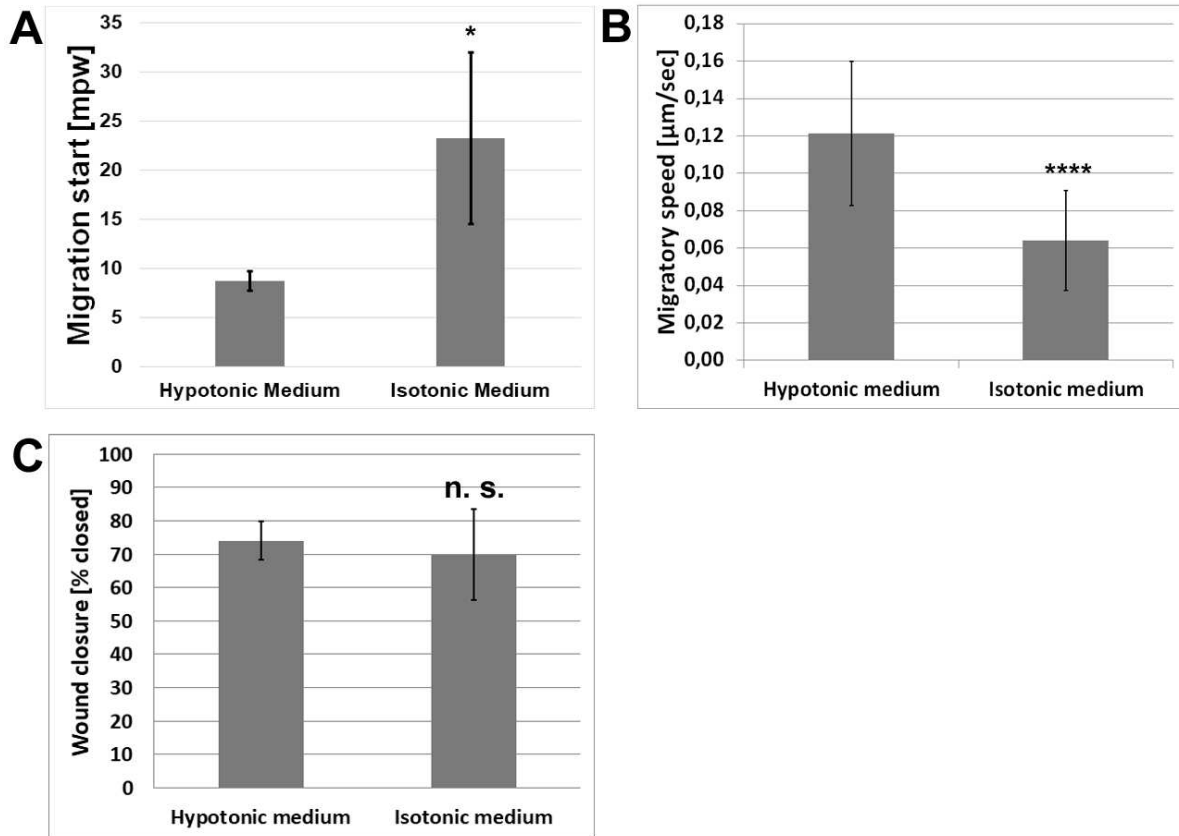 A
Migration start [mpw]
35
30
25
20
15
10
5
0
*
Hypotonic Medium
Isotonic Medium
B
Migratory speed [µm/sec]
0,18
0,16
0,14
0,12
0,10
0,08
0,06
0,04
0,02
0,00
****
Hypotonic medium
Isotonic medium
C
Wound closure [% closed]
100
90
80
70
60
50
40
30
20
10
0
n. s.
Hypotonic medium
Isotonic medium